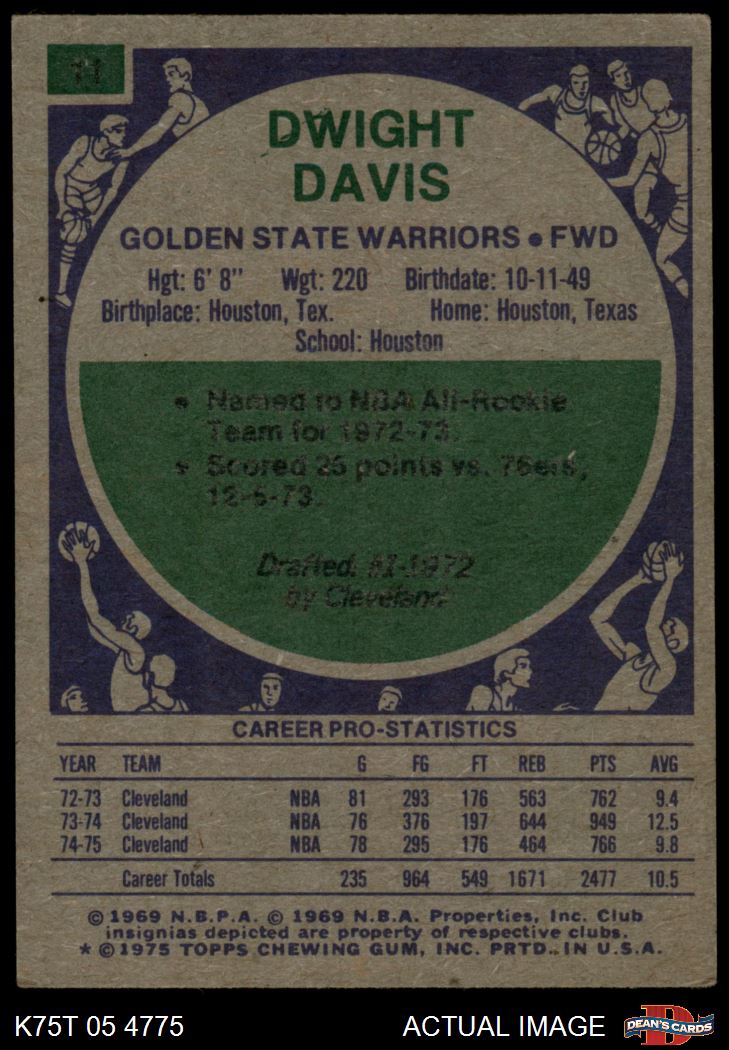 11
DWIGHT
DAVIS
GOLDEN STATE WARRIORS • FWD
Hgt: 6' 8" Wgt: 220 Birthdate: 10-11-49
Birthplace: Houston, Tex. Home: Houston, Texas
School: Houston
• Named to NBA All-Rookie
Team for 1972-73.
• Scored 25 points vs. 76ers,
12-5-73.
Drafted: #1-1972
by Cleveland
CAREER PRO-STATISTICS
YEAR TEAM G FG FT REB PTS AVG
72-73 Cleveland NBA 81 293 176 563 762 9.4
73-74 Cleveland NBA 76 376 197 644 949 12.5
74-75 Cleveland NBA 78 295 176 464 766 9.8
Career Totals 235 964 549 1671 2477 10.5
© 1969 N.B.P.A. © 1969 N.B.A. Properties, Inc. Club
insignias depicted are property of respective clubs.
* © 1975 TOPPS CHEWING GUM, INC. PRTD. IN U.S.A.
K75T 05 4775 ACTUAL IMAGE
D
DEAN'S CARDS